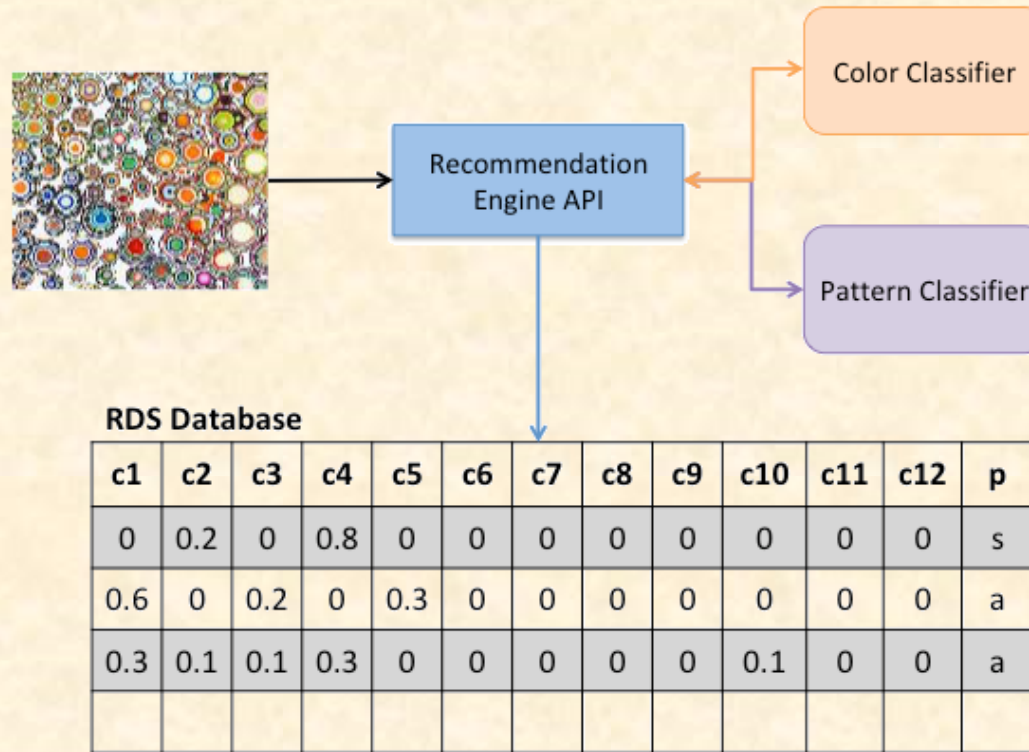 Color Classifier
Recommendation
Engine API
Pattern Classifier
RDS Database
c1 c2 c3 c4 c5 c6 c7 c8 c9 c10 c11 c12 p
0 0.2 0 0.8 0 0 0 0 0 0 0 0 s
0.6 0 0.2 0 0.3 0 0 0 0 0 0 0 a
0.3 0.1 0.1 0.3 0 0 0 0 0 0.1 0 0 a